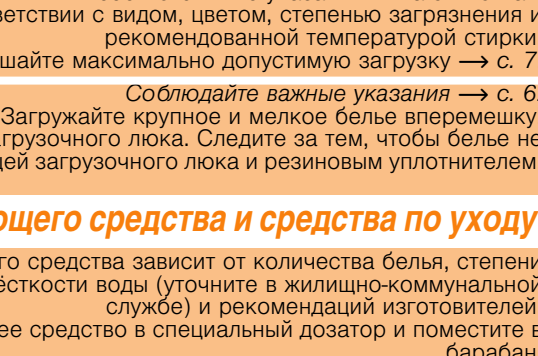 ветствии с видом, цветом, степенью загрязнения и
рекомендованной температурой стирки
шайте максимально допустимую загрузку → с. 7
Соблюдайте важные указания → с. 6.
Загружайте крупное и мелкое белье вперемешку
грузочного люка. Следите за тем, чтобы белье не
цей загрузочного люка и резиновым уплотнителем
ющего средства и средства по уходу
го средства зависит от количества белья, степени
ёсткости воды (уточните в жилищно-коммунальной
службе) и рекомендаций изготовителей
ее средство в специальный дозатор и поместите в
барабан